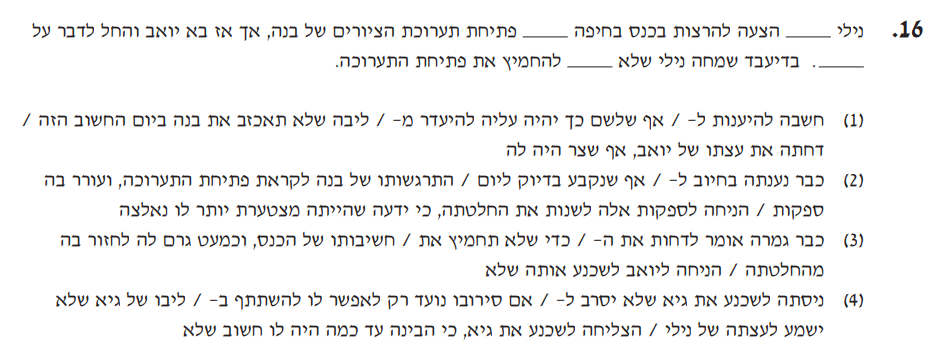 16. נילי _____ הצעה להרצות בכנס בחיפה _____ פתיחת תערוכת הציורים של בנה, אך אז בא יואב והחל לדבר על
_____. בדיעבד שמחה נילי שלא _____ להחמיץ את פתיחת התערוכה.
(1) חשבה להיענות ל- / אף שלשם כך יהיה עליה להיעדר מ- / ליבה שלא תאכזב את בנה ביום החשוב הזה /
דחתה את עצתו של יואב, אף שצר היה לה
(2) כבר נענתה בחיוב ל- / אף שנקבע בדיוק ליום / התרגשותו של בנה לקראת פתיחת התערוכה, ועורר בה
ספקות / הניחה לספקות אלה לשנות את החלטתה, כי ידעה שהייתה מצטערת יותר לו נאלצה
(3) כבר גמרה אומר לדחות את ה- / כדי שלא תחמיץ את / חשיבותו של הכנס, וכמעט גרם לה לחזור בה
מהחלטתה / הניחה ליואב לשכנע אותה שלא
(4) ניסתה לשכנע את גיא שלא יסרב ל- / אם סירובו נועד רק לאפשר לו להשתתף ב- / ליבו של גיא שלא
ישמע לעצתה של נילי / הצליחה לשכנע את גיא, כי הבינה עד כמה היה לו חשוב שלא